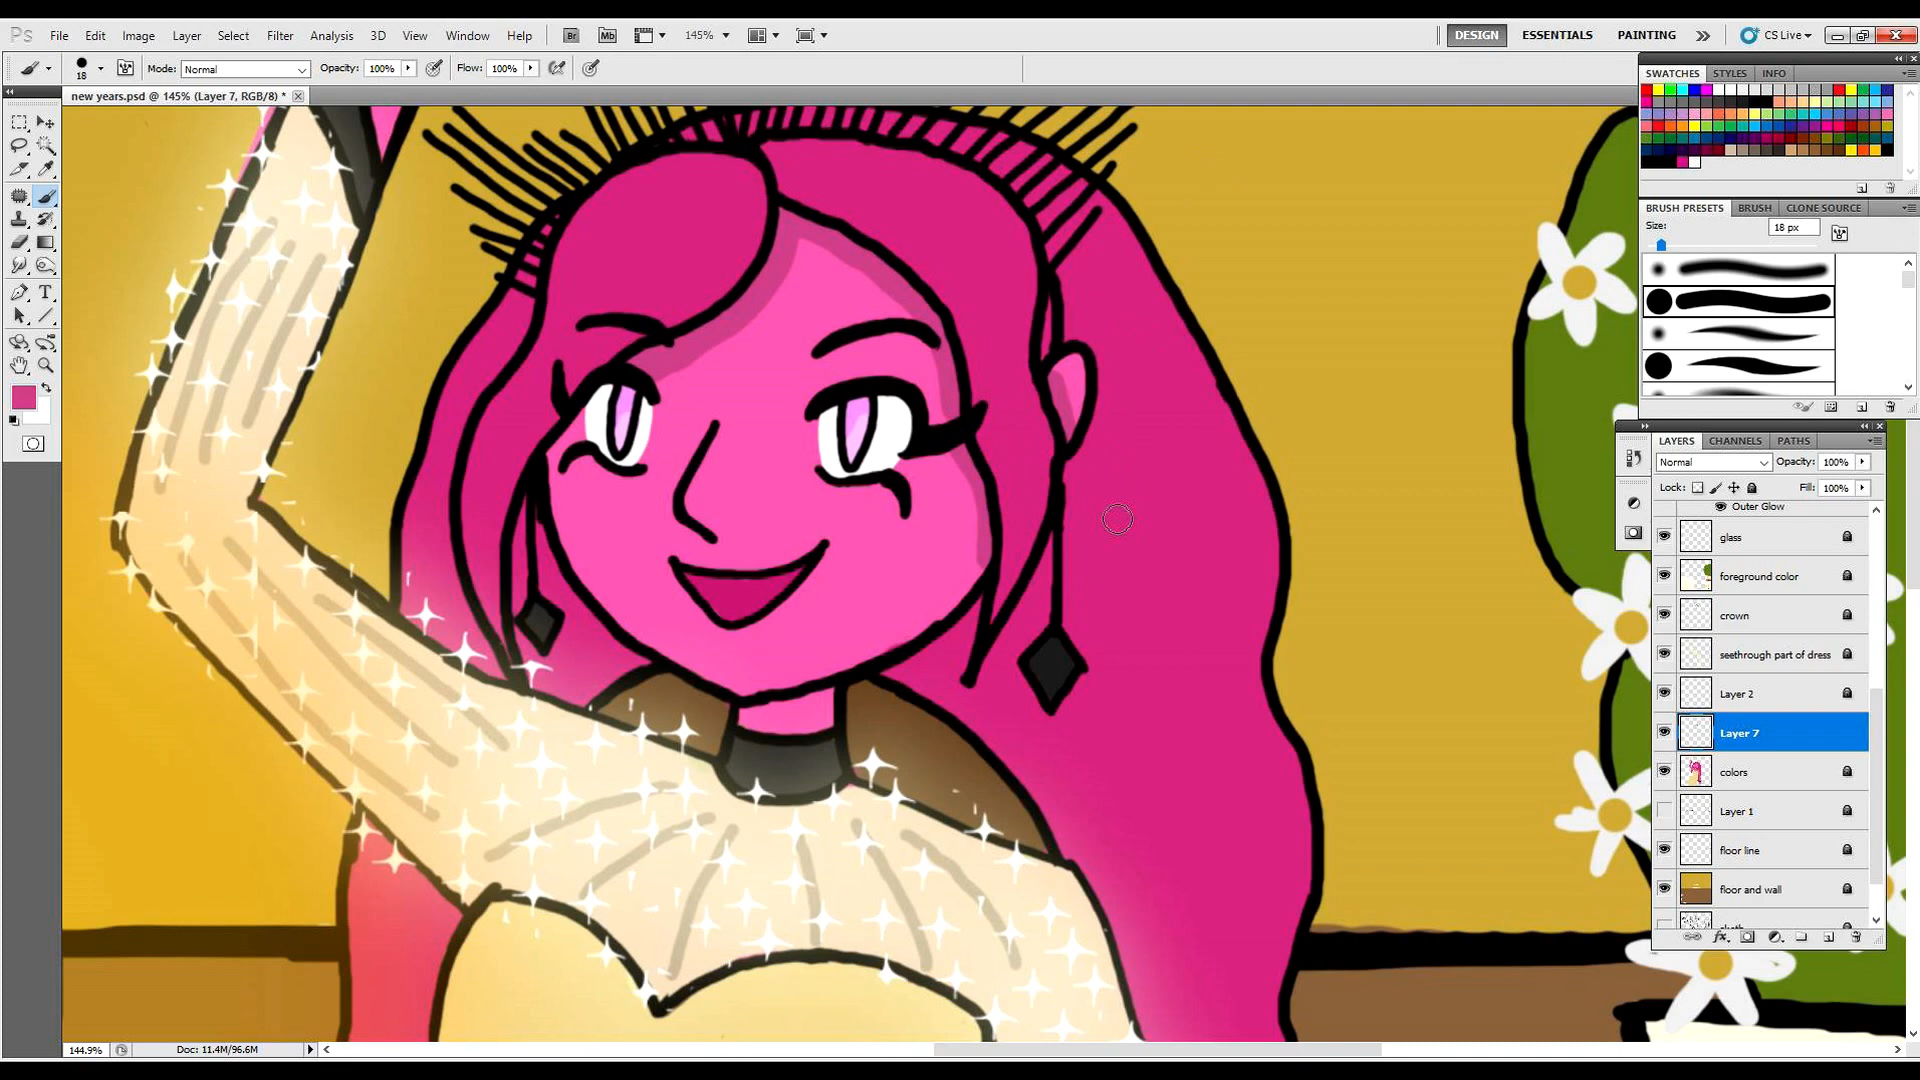 Ps File Edit Image Layer Select Filter Analysis 3D View Window Help Br Mb 145% DESIGN ESSENTIALS PAINTING CS Live
18 Mode: Normal Opacity: 100% Flow: 100%
new years.psd @ 145% (Layer 7, RGB/8) *
SWATCHES STYLES INFO
BRUSH PRESETS BRUSH CLONE SOURCE
Size: 18 px
LAYERS CHANNELS PATHS
Normal Opacity: 100%
Lock: Fill: 100%
Outer Glow
glass
foreground color
crown
seethrough part of dress
Layer 2
Layer 7
colors
Layer 1
floor line
floor and wall
144.9% Doc: 11.4M/96.6M